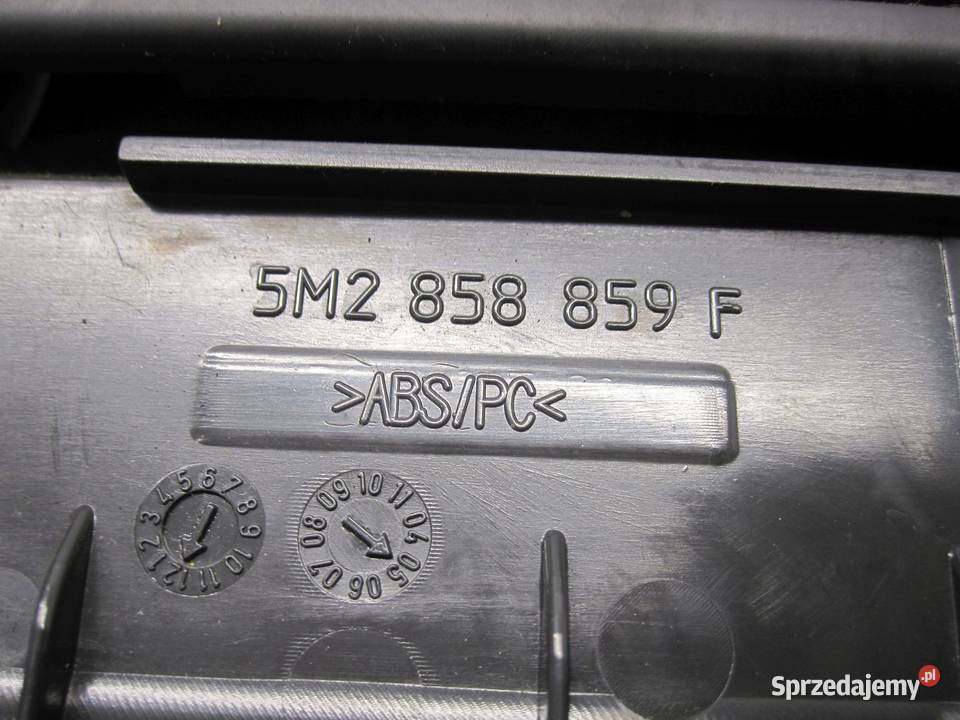 5M2 858 859 F
>ABS/PC<
1 2 3 4 5 6 7 8 9 10 11 12
04 05 06 07 08 09 10 11
Sprzedajemy.pl